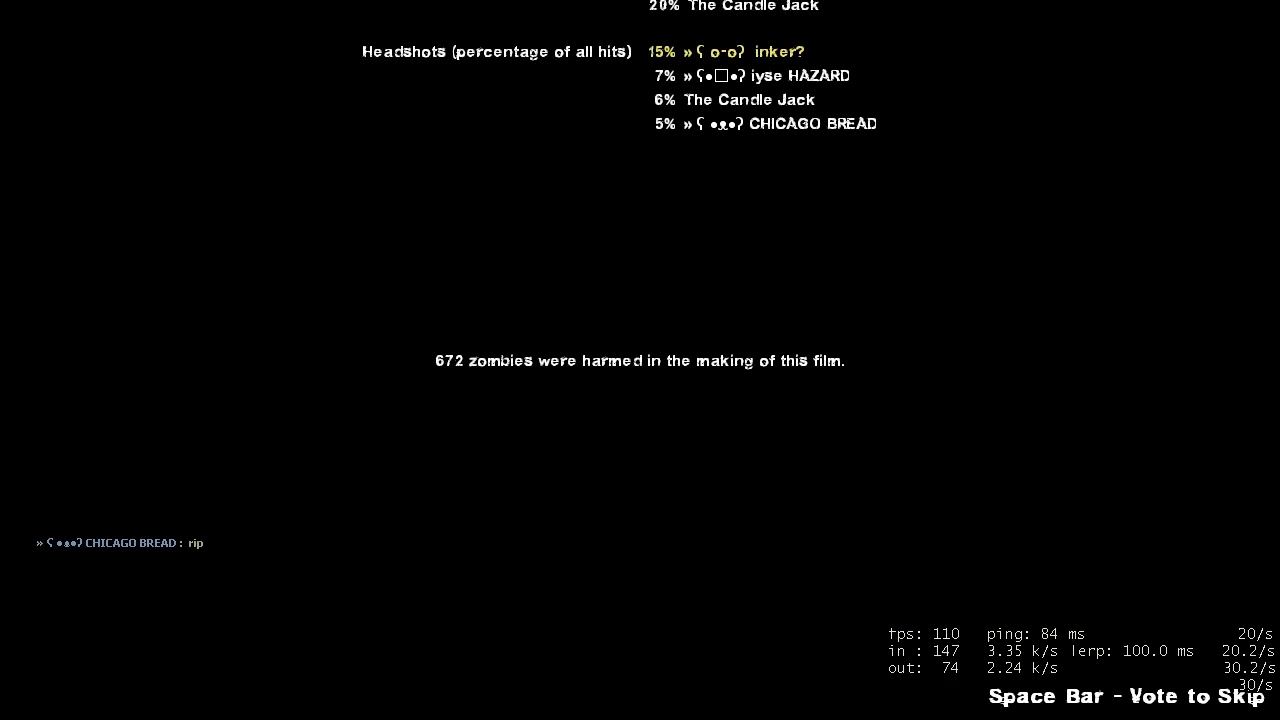 20% The Candle Jack
Headshots (percentage of all hits) 15% » ʕ o-oʔ inker?
7% » ʕ•□•ʔ iyse HAZARD
6% The Candle Jack
5% » ʕ •ᴥ•ʔ CHICAGO BREAD
672 zombies were harmed in the making of this film.
» ʕ •ᴥ•ʔ CHICAGO BREAD : rip
fps: 110 ping: 84 ms 20/s
in : 147 3.35 k/s lerp: 100.0 ms 20.2/s
out: 74 2.24 k/s 30.2/s
30/s
Space Bar - Vote to Skip